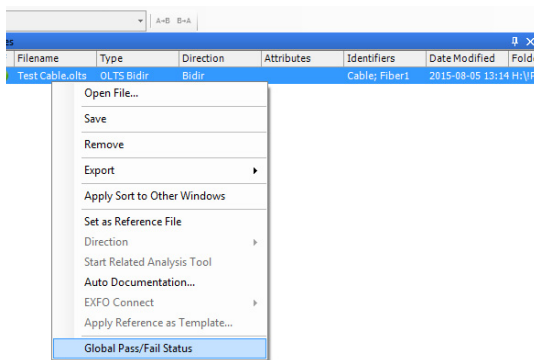 A→B B→A
es
Filename Type Direction Attributes Identifiers Date Modified Fold
Test Cable.olts OLTS Bidir Bidir Cable; Fiber1 2015-08-05 13:14 H:\!F
Open File...
Save
Remove
Export
Apply Sort to Other Windows
Set as Reference File
Direction
Start Related Analysis Tool
Auto Documentation...
EXFO Connect
Apply Reference as Template...
Global Pass/Fail Status